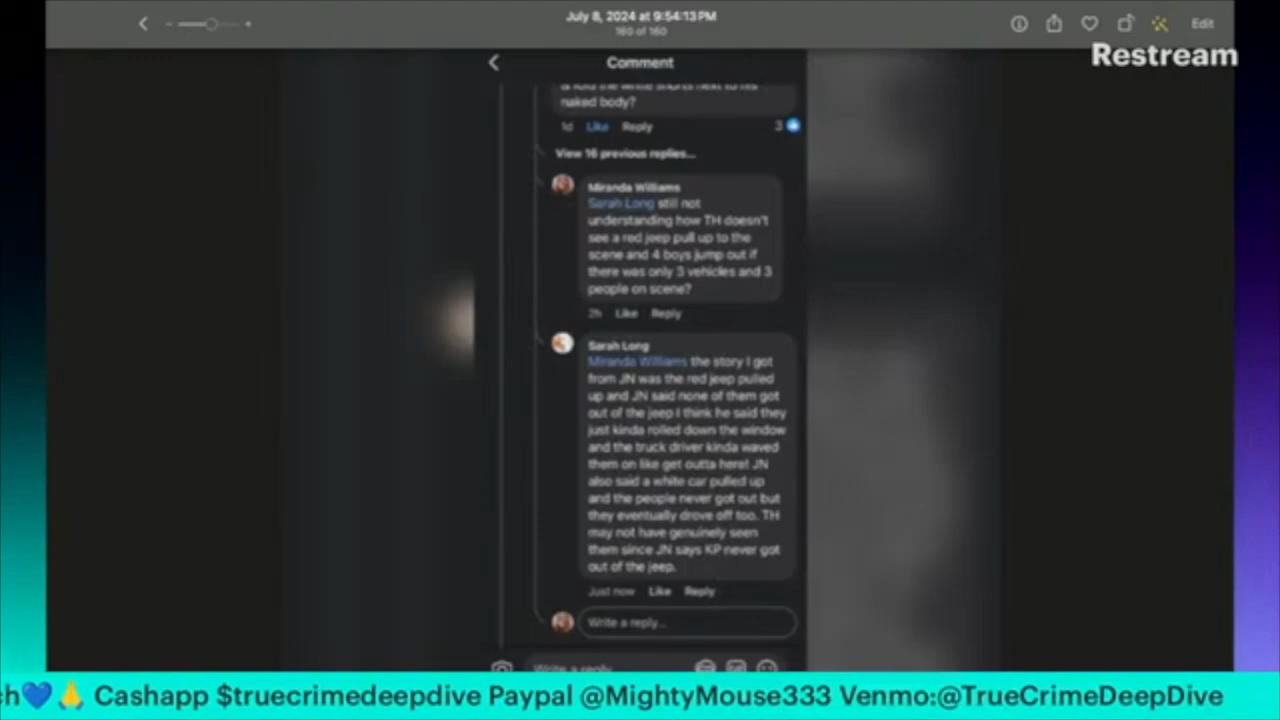 July 8, 2024 at 9:54:13 PM
160 of 160
Edit
Restream
Comment
naked body?
1d Like Reply 3
View 16 previous replies...
Miranda Williams
Sarah Long still not
understanding how TH doesn't
see a red jeep pull up to the
scene and 4 boys jump out if
there was only 3 vehicles and 3
people on scene?
2h Like Reply
Sarah Long
Miranda Williams the story I got
from JN was the red jeep pulled
up and JN said none of them got
out of the jeep I think he said they
just kinda rolled down the window
and the truck driver kinda waved
them on like get outta here! JN
also said a white car pulled up
and the people never got out but
they eventually drove off too. TH
may not have genuinely seen
them since JN says KP never got
out of the jeep.
Just now Like Reply
Write a reply...
Write a reply
ch💙🙏 Cashapp $truecrimedeepdive Paypal @MightyMouse333 Venmo:@TrueCrimeDeepDive